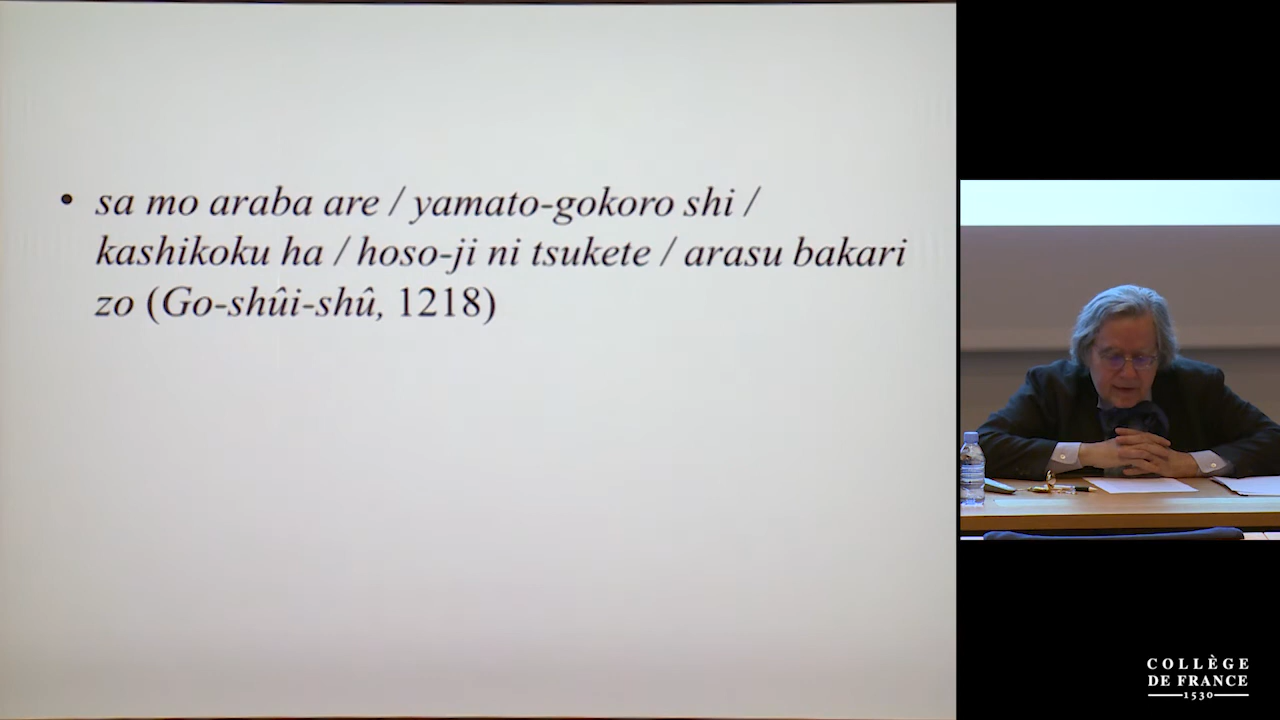 • sa mo araba are / yamato-gokoro shi /
kashikoku ha / hoso-ji ni tsukete / arasu bakari
zo (Go-shûi-shû, 1218)
COLLÈGE
DE FRANCE
1530